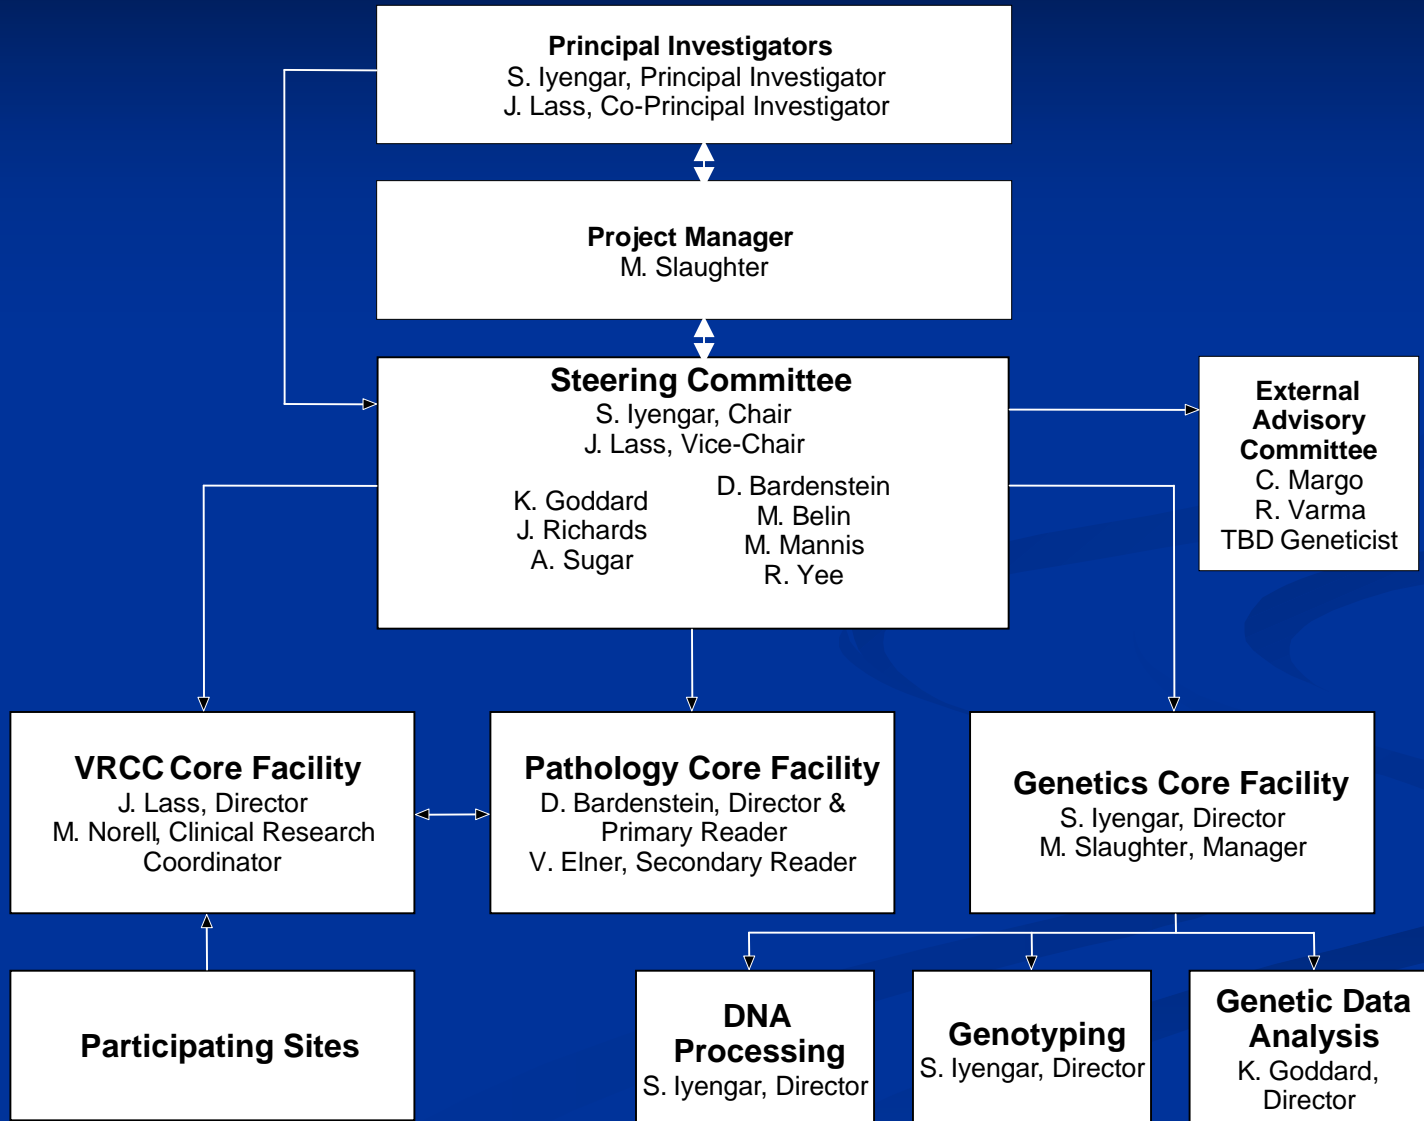 Principal Investigators
S. Iyengar, Principal Investigator
J. Lass, Co-Principal Investigator
Project Manager
M. Slaughter
Steering Committee
S. Iyengar, Chair
J. Lass, Vice-Chair
K. Goddard
J. Richards
A. Sugar
D. Bardenstein
M. Belin
M. Mannis
R. Yee
External
Advisory
Committee
C. Margo
R. Varma
TBD Geneticist
VRCC Core Facility
J. Lass, Director
M. Norell, Clinical Research
Coordinator
Pathology Core Facility
D. Bardenstein, Director &
Primary Reader
V. Elner, Secondary Reader
Genetics Core Facility
S. Iyengar, Director
M. Slaughter, Manager
Participating Sites
DNA
Processing
S. Iyengar, Director
Genotyping
S. Iyengar, Director
Genetic Data
Analysis
K. Goddard,
Director